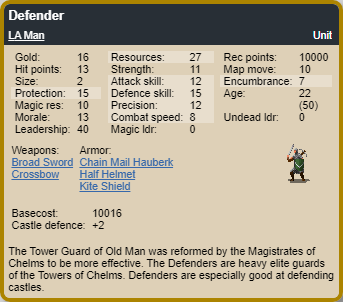 Defender
LA Man Unit
Gold: 16 Resources: 27 Rec points: 10000
Hit points: 13 Strength: 11 Map move: 10
Size: 2 Attack skill: 12 Encumbrance: 7
Protection: 15 Defence skill: 15 Age: 22
Magic res: 10 Precision: 12 (50)
Morale: 13 Combat speed: 8 Undead ldr: 0
Leadership: 40 Magic ldr: 0
Weapons: Armor:
Broad Sword Chain Mail Hauberk
Crossbow Half Helmet
Kite Shield
Basecost: 10016
Castle defence: +2
The Tower Guard of Old Man was reformed by the Magistrates of
Chelms to be more effective. The Defenders are heavy elite guards
of the Towers of Chelms. Defenders are especially good at defending
castles.